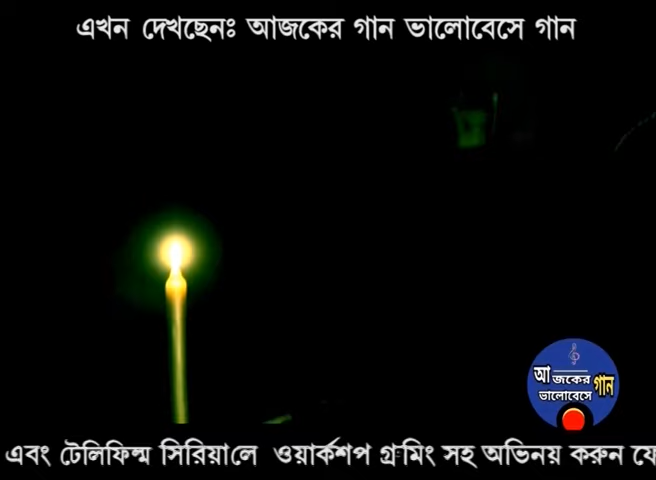 এখন দেখছেনঃ আজকের গান ভালোবেসে গান
আজকের গান
ভালোবেসে
এবং টেলিফিল্ম সিরিয়ালে ওয়ার্কশপ গ্রুমিং সহ অভিনয় করুন